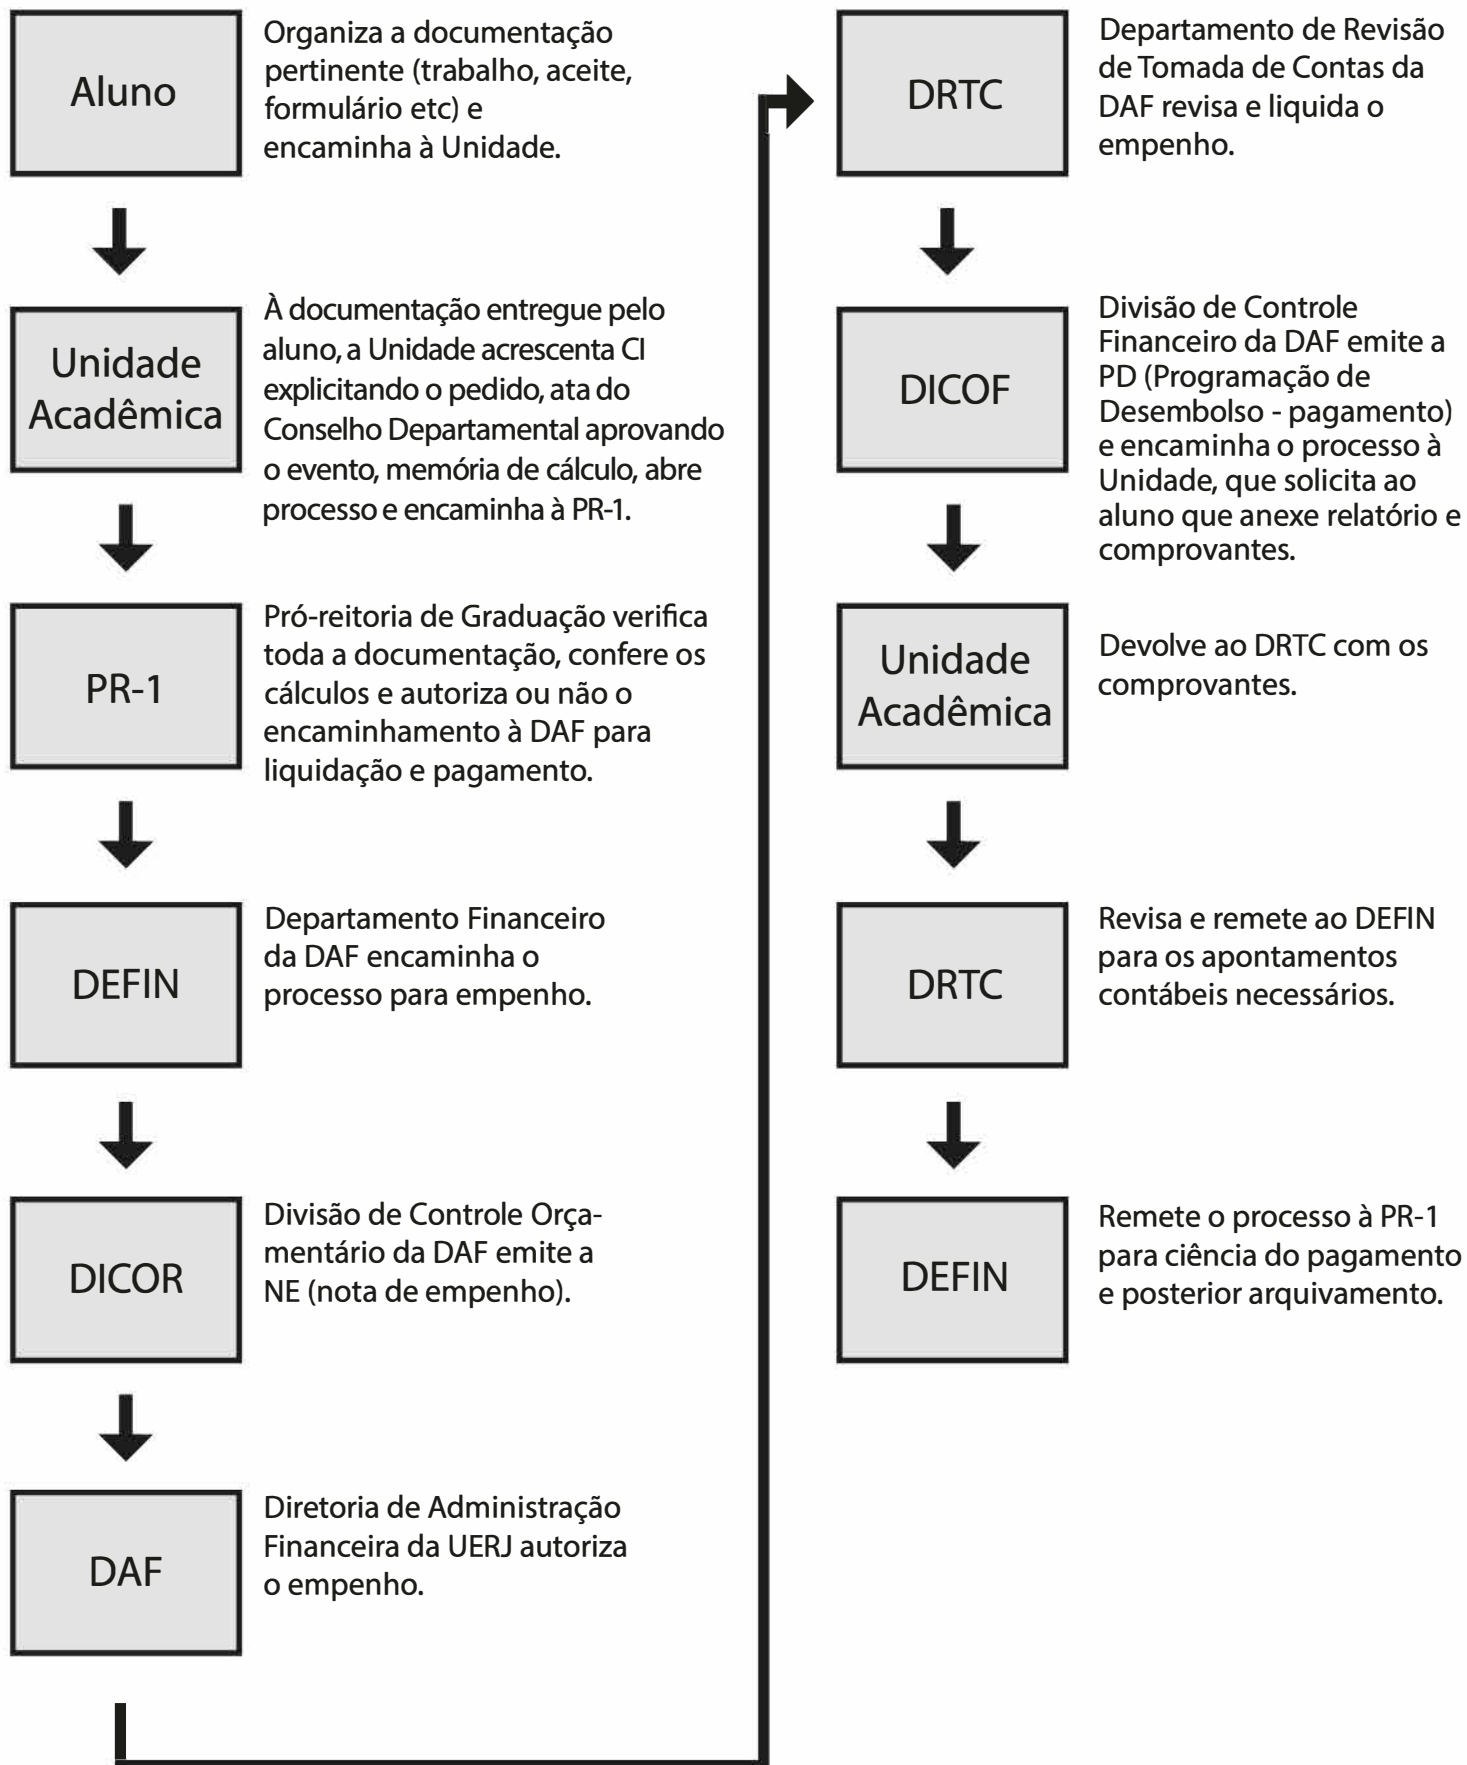 Aluno
Organiza a documentação
pertinente (trabalho, aceite,
formulário etc) e
encaminha à Unidade.
Unidade
Acadêmica
À documentação entregue pelo
aluno, a Unidade acrescenta CI
explicitando o pedido, ata do
Conselho Departamental aprovando
o evento, memória de cálculo, abre
processo e encaminha à PR-1.
PR-1
Pró-reitoria de Graduação verifica
toda a documentação, confere os
cálculos e autoriza ou não o
encaminhamento à DAF para
liquidação e pagamento.
DEFIN
Departamento Financeiro
da DAF encaminha o
processo para empenho.
DICOR
Divisão de Controle Orça-
mentário da DAF emite a
NE (nota de empenho).
DAF
Diretoria de Administração
Financeira da UERJ autoriza
o empenho.
DRTC
Departamento de Revisão
de Tomada de Contas da
DAF revisa e liquida o
empenho.
DICOF
Divisão de Controle
Financeiro da DAF emite a
PD (Programação de
Desembolso - pagamento)
e encaminha o processo à
Unidade, que solicita ao
aluno que anexe relatório e
comprovantes.
Unidade
Acadêmica
Devolve ao DRTC com os
comprovantes.
DRTC
Revisa e remete ao DEFIN
para os apontamentos
contábeis necessários.
DEFIN
Remete o processo à PR-1
para ciência do pagamento
e posterior arquivamento.